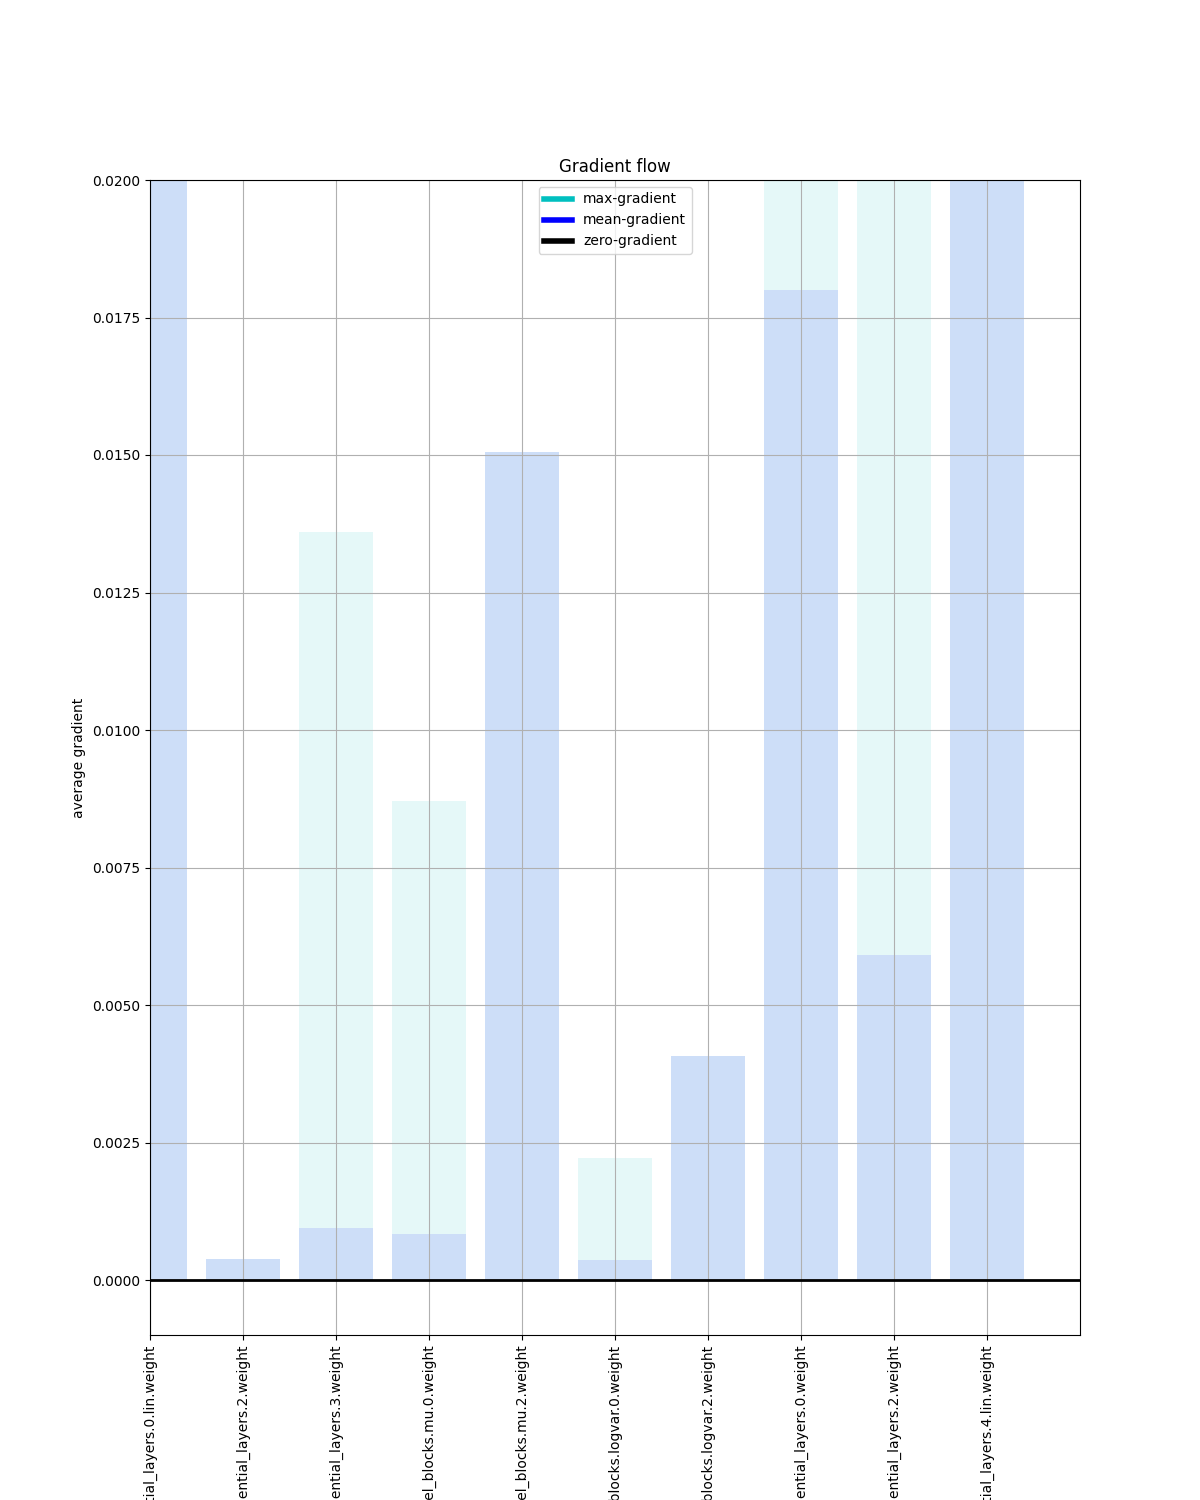 Gradient flow
max-gradient
mean-gradient
zero-gradient
0.0200
0.0175
0.0150
0.0125
0.0100
0.0075
0.0050
0.0025
0.0000
average gradient
tial_layers.0.lin.weight
ential_layers.2.weight
ential_layers.3.weight
el_blocks.mu.0.weight
el_blocks.mu.2.weight
blocks.logvar.0.weight
blocks.logvar.2.weight
ential_layers.0.weight
ential_layers.2.weight
tial_layers.4.lin.weight